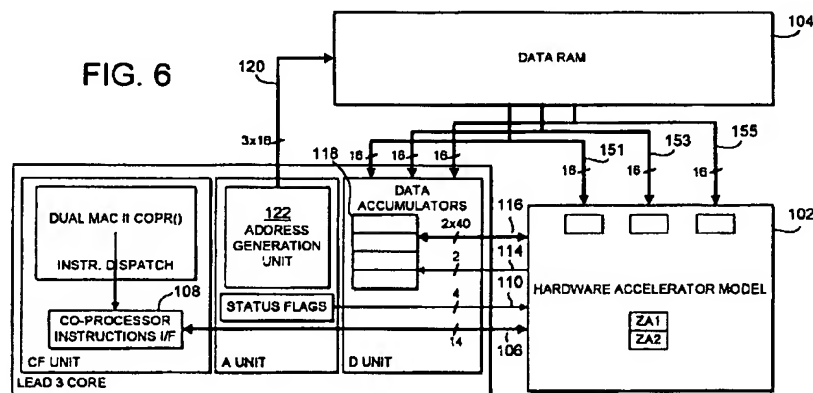 FIG. 6
104
DATA RAM
120
3x16
118
16
16
16
151
153
155
16
16
16
DUAL MAC II COPR()
INSTR. DISPATCH
108
CO-PROCESSOR
INSTRUCTIONS I/F
CF UNIT
122
ADDRESS
GENERATION
UNIT
STATUS FLAGS
A UNIT
DATA
ACCUMULATORS
D UNIT
LEAD 3 CORE
2x40
116
2
114
4
110
14
106
102
HARDWARE ACCELERATOR MODEL
ZA1
ZA2